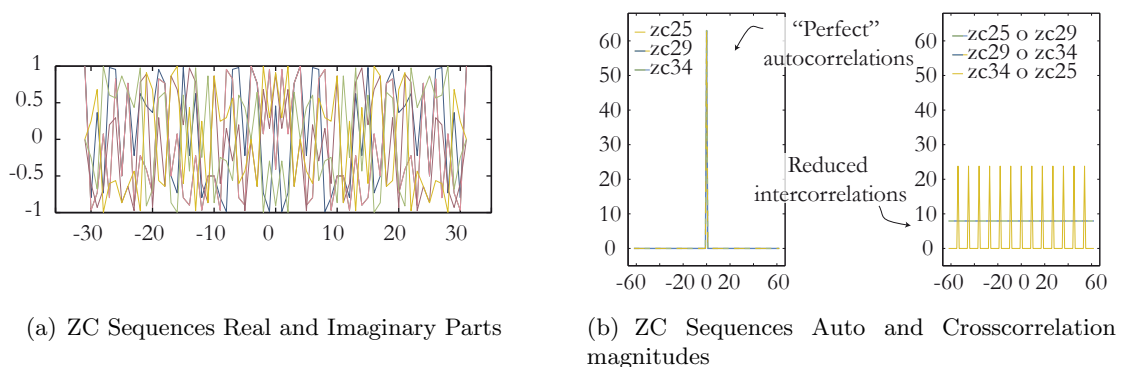 1
0.5
0
-0.5
-1
-30 -20 -10 0 10 20 30
(a) ZC Sequences Real and Imaginary Parts
60
50
40
30
20
10
0
zc25
zc29
zc34
-60 -20 0 20 60
"Perfect"
autocorrelations
Reduced
intercorrelations
60
50
40
30
20
10
0
zc25 o zc29
zc29 o zc34
zc34 o zc25
-60 -20 0 20 60
(b) ZC Sequences Auto and Crosscorrelation
magnitudes